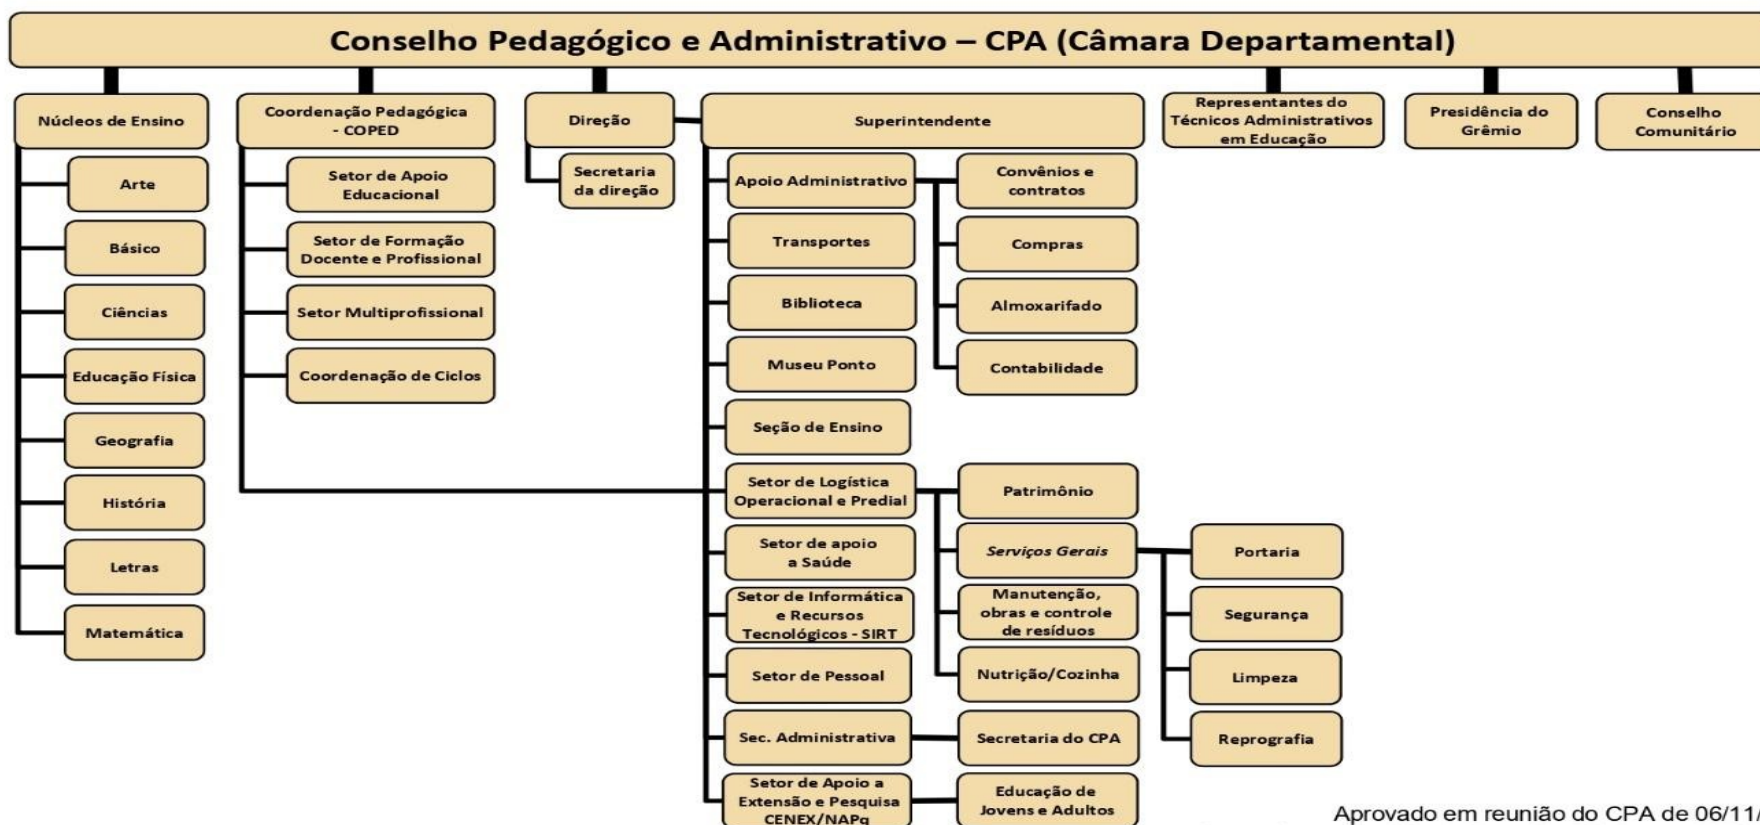 Conselho Pedagógico e Administrativo – CPA (Câmara Departamental)
Núcleos de Ensino
Arte
Básico
Ciências
Educação Física
Geografia
História
Letras
Matemática
Coordenação Pedagógica
- COPED
Setor de Apoio
Educacional
Setor de Formação
Docente e Profissional
Setor Multiprofissional
Coordenação de Ciclos
Direção
Secretaria
da direção
Superintendente
Apoio Administrativo
Convênios e
contratos
Compras
Almoxarifado
Contabilidade
Transportes
Biblioteca
Museu Ponto
Seção de Ensino
Setor de Logística
Operacional e Predial
Patrimônio
Serviços Gerais
Portaria
Segurança
Limpeza
Reprografia
Manutenção,
obras e controle
de resíduos
Nutrição/Cozinha
Setor de apoio
a Saúde
Setor de Informática
e Recursos
Tecnológicos - SIRT
Setor de Pessoal
Sec. Administrativa
Secretaria do CPA
Setor de Apoio a
Extensão e Pesquisa
CENEX/NAPq
Educação de
Jovens e Adultos
Representantes do
Técnicos Administrativos
em Educação
Presidência do
Grêmio
Conselho
Comunitário
Aprovado em reunião do CPA de 06/11/